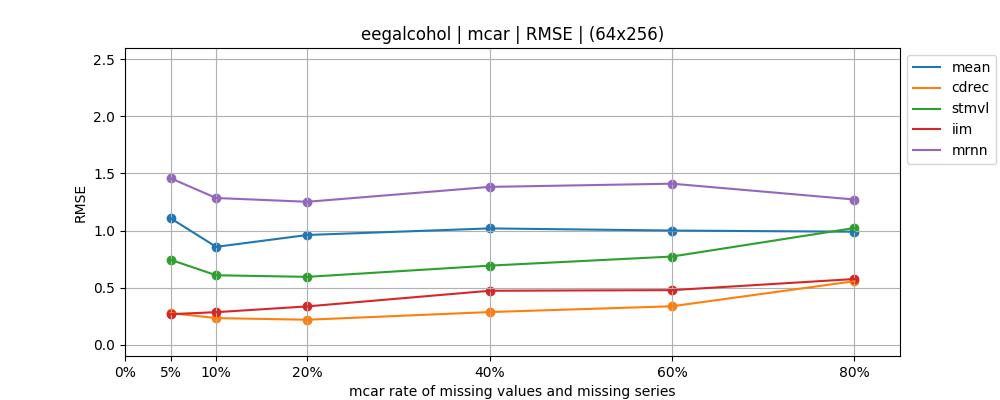 eegalcohol | mcar | RMSE | (64x256)
2.5
2.0
1.5
1.0
0.5
0.0
RMSE
0% 5% 10% 20% 40% 60% 80%
mcar rate of missing values and missing series
mean
cdrec
stmvl
iim
mrnn